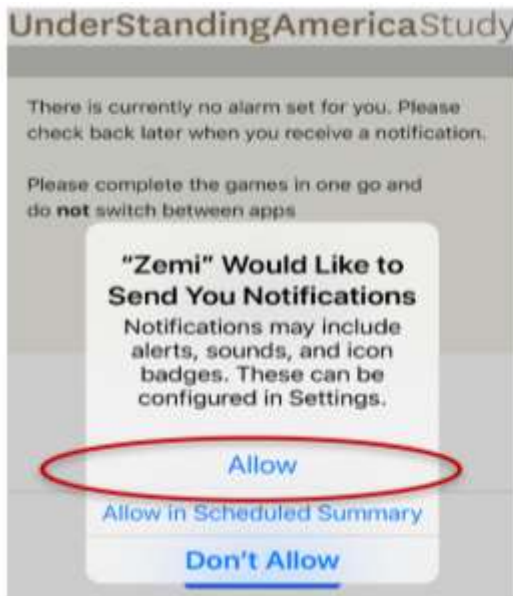 UnderStandingAmericaStudy
There is currently no alarm set for you. Please
check back later when you receive a notification.
Please complete the games in one go and
do not switch between apps
"Zemi" Would Like to
Send You Notifications
Notifications may include
alerts, sounds, and icon
badges. These can be
configured in Settings.
Allow
Allow in Scheduled Summary
Don't Allow